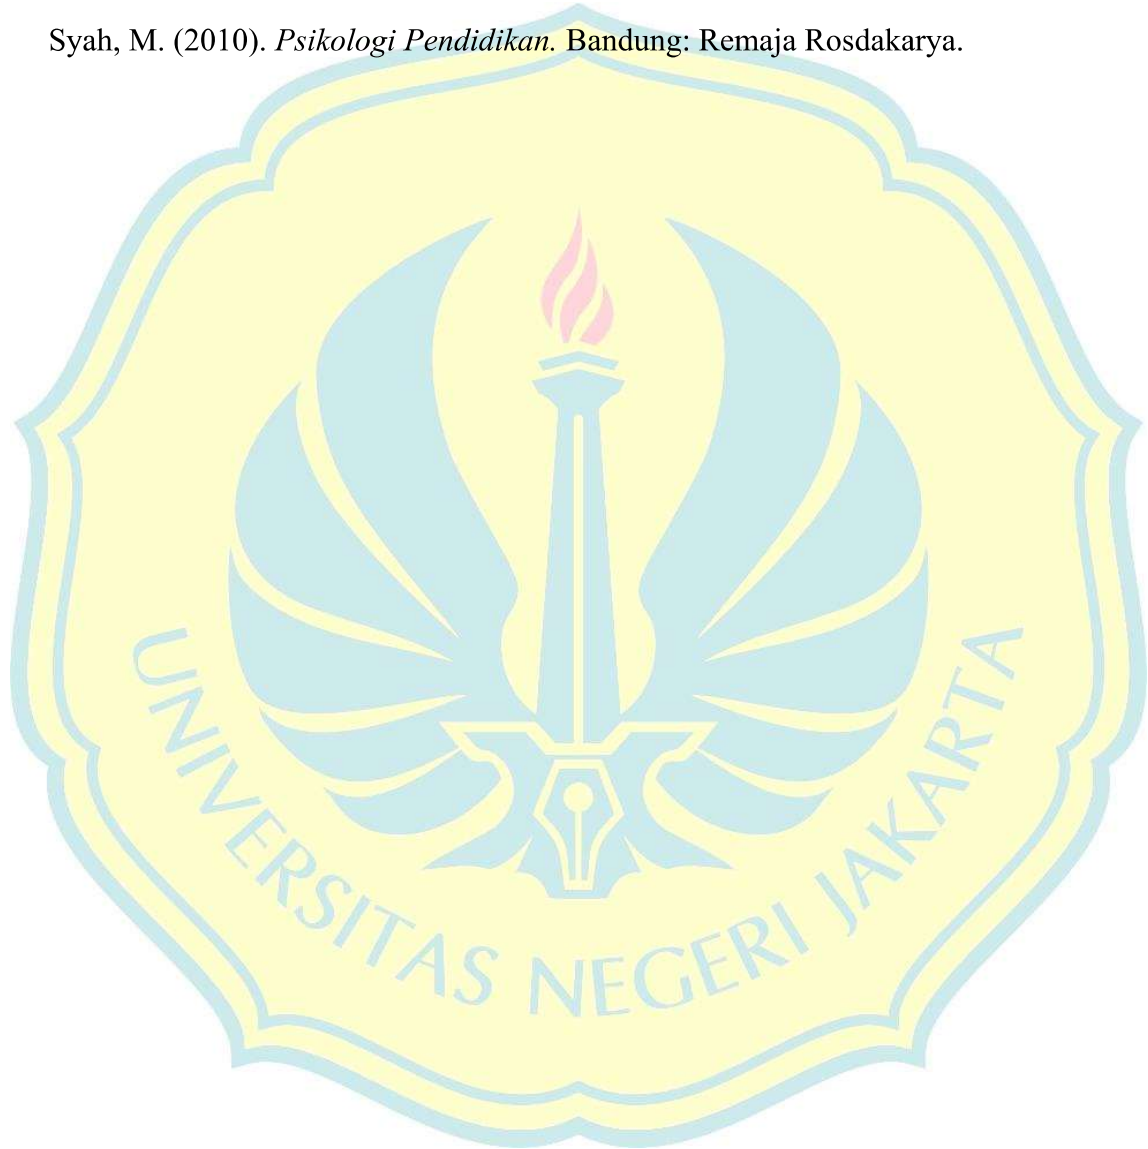 Syah, M. (2010). Psikologi Pendidikan. Bandung: Remaja Rosdakarya.
UNIVERSITAS NEGERI JAKARTA